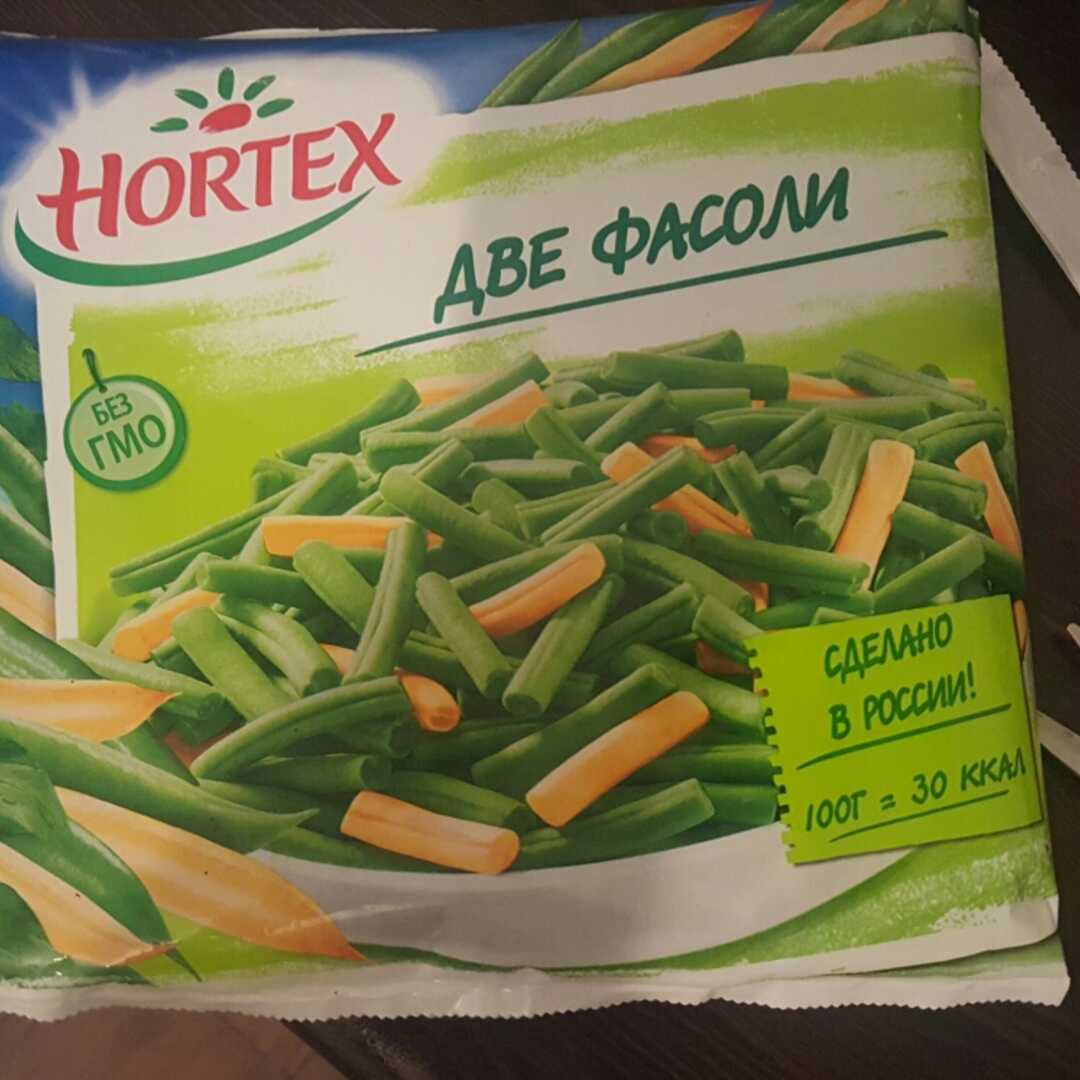 HORTEX
ДВЕ ФАСОЛИ
БЕЗ
ГМО
СДЕЛАНО
В РОССИИ!
100Г = 30 ККАЛ